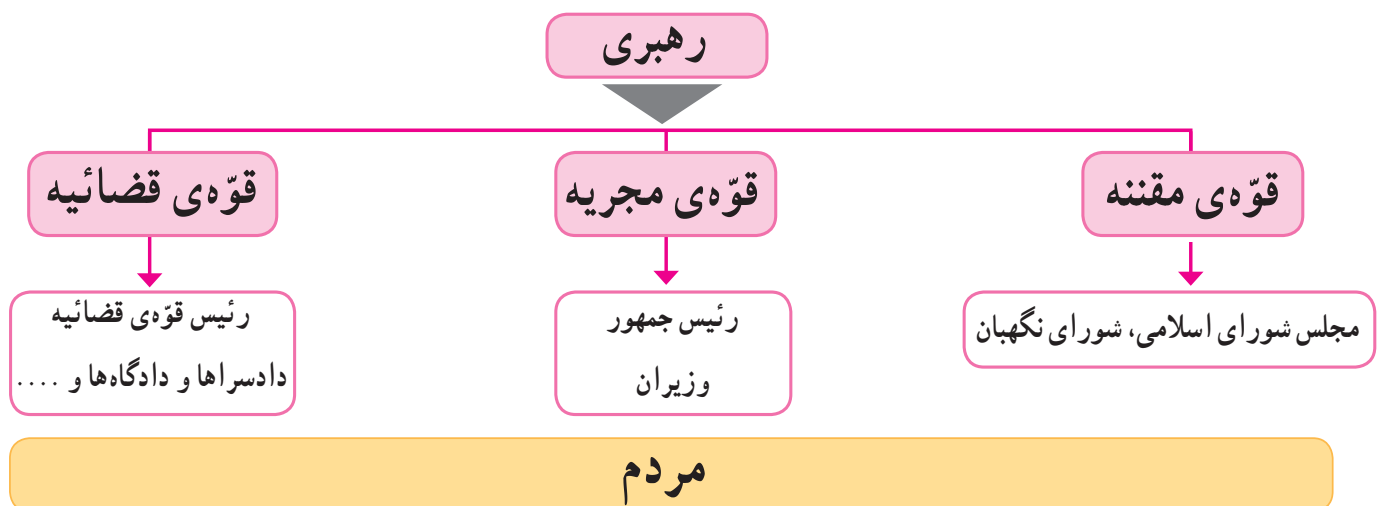 رهبری
قوّه‌ی مقننه
قوّه‌ی مجریه
قوّه‌ی قضائیه
مجلس شورای اسلامی، شورای نگهبان
رئیس جمهور
وزیران
رئیس قوّه‌ی قضائیه
دادسراها و دادگاه‌ها و ....
مردم